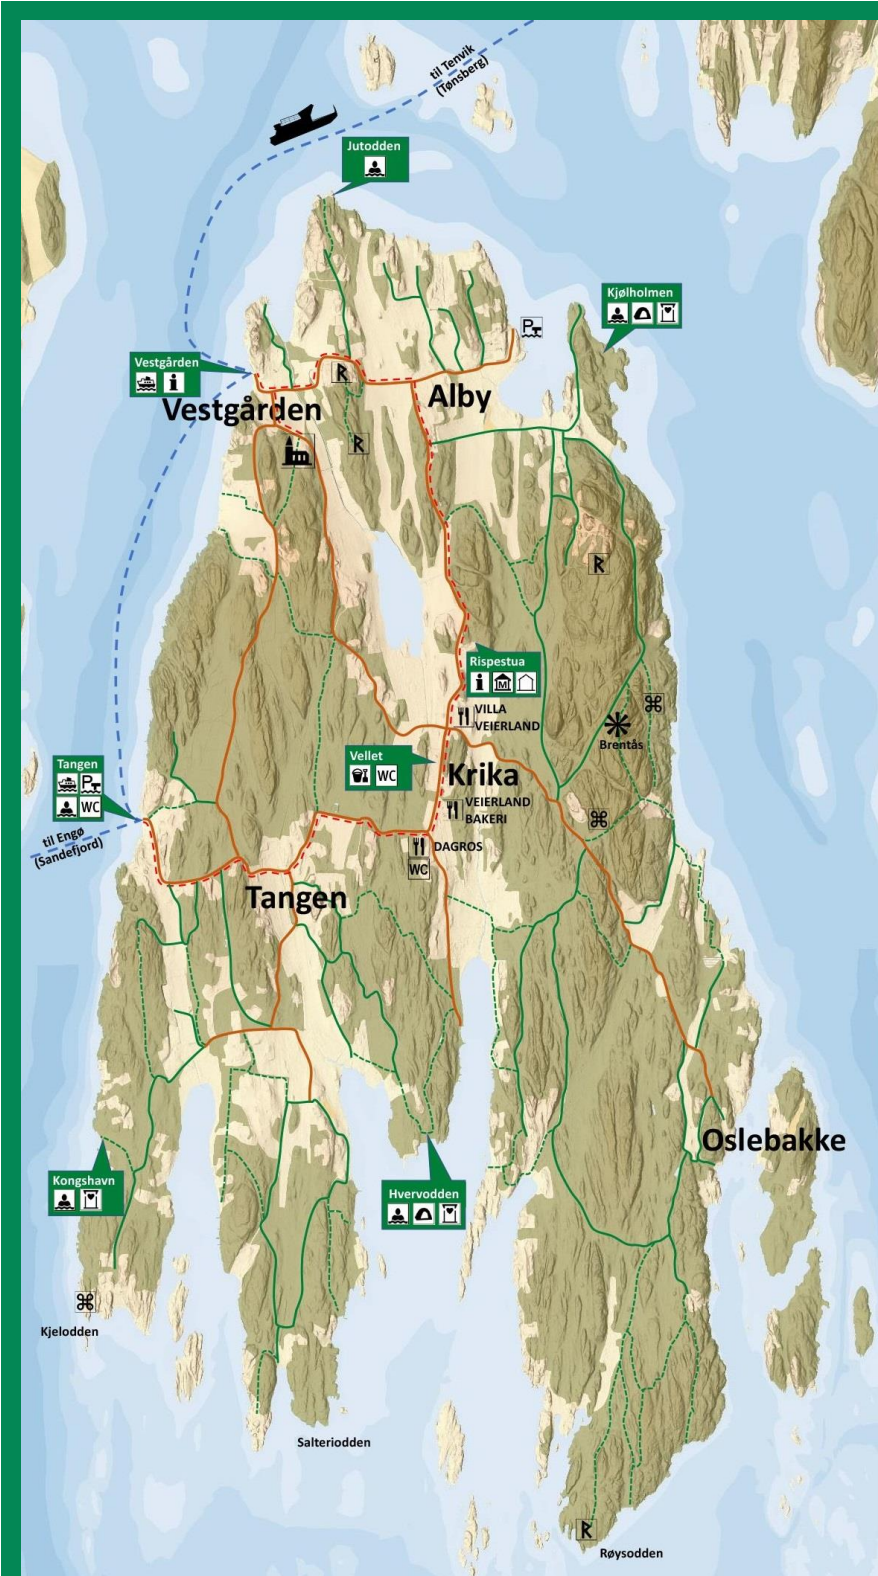 til Tenvik
(Tønsberg)
Jutodden
Kjølholmen
P
Vestgården
i
R
Alby
Vestgården
R
R
Rispestua
i M
VILLA
VEIERLAND
Brentås
Vellet
WC
Krika
Tangen
P
WC
VEIERLAND
BAKERI
til Engø
(Sandefjord)
DAGROS
WC
Tangen
Oslebakke
Kongshavn
Hvervodden
Kjelodden
Salteriodden
R
Røysodden